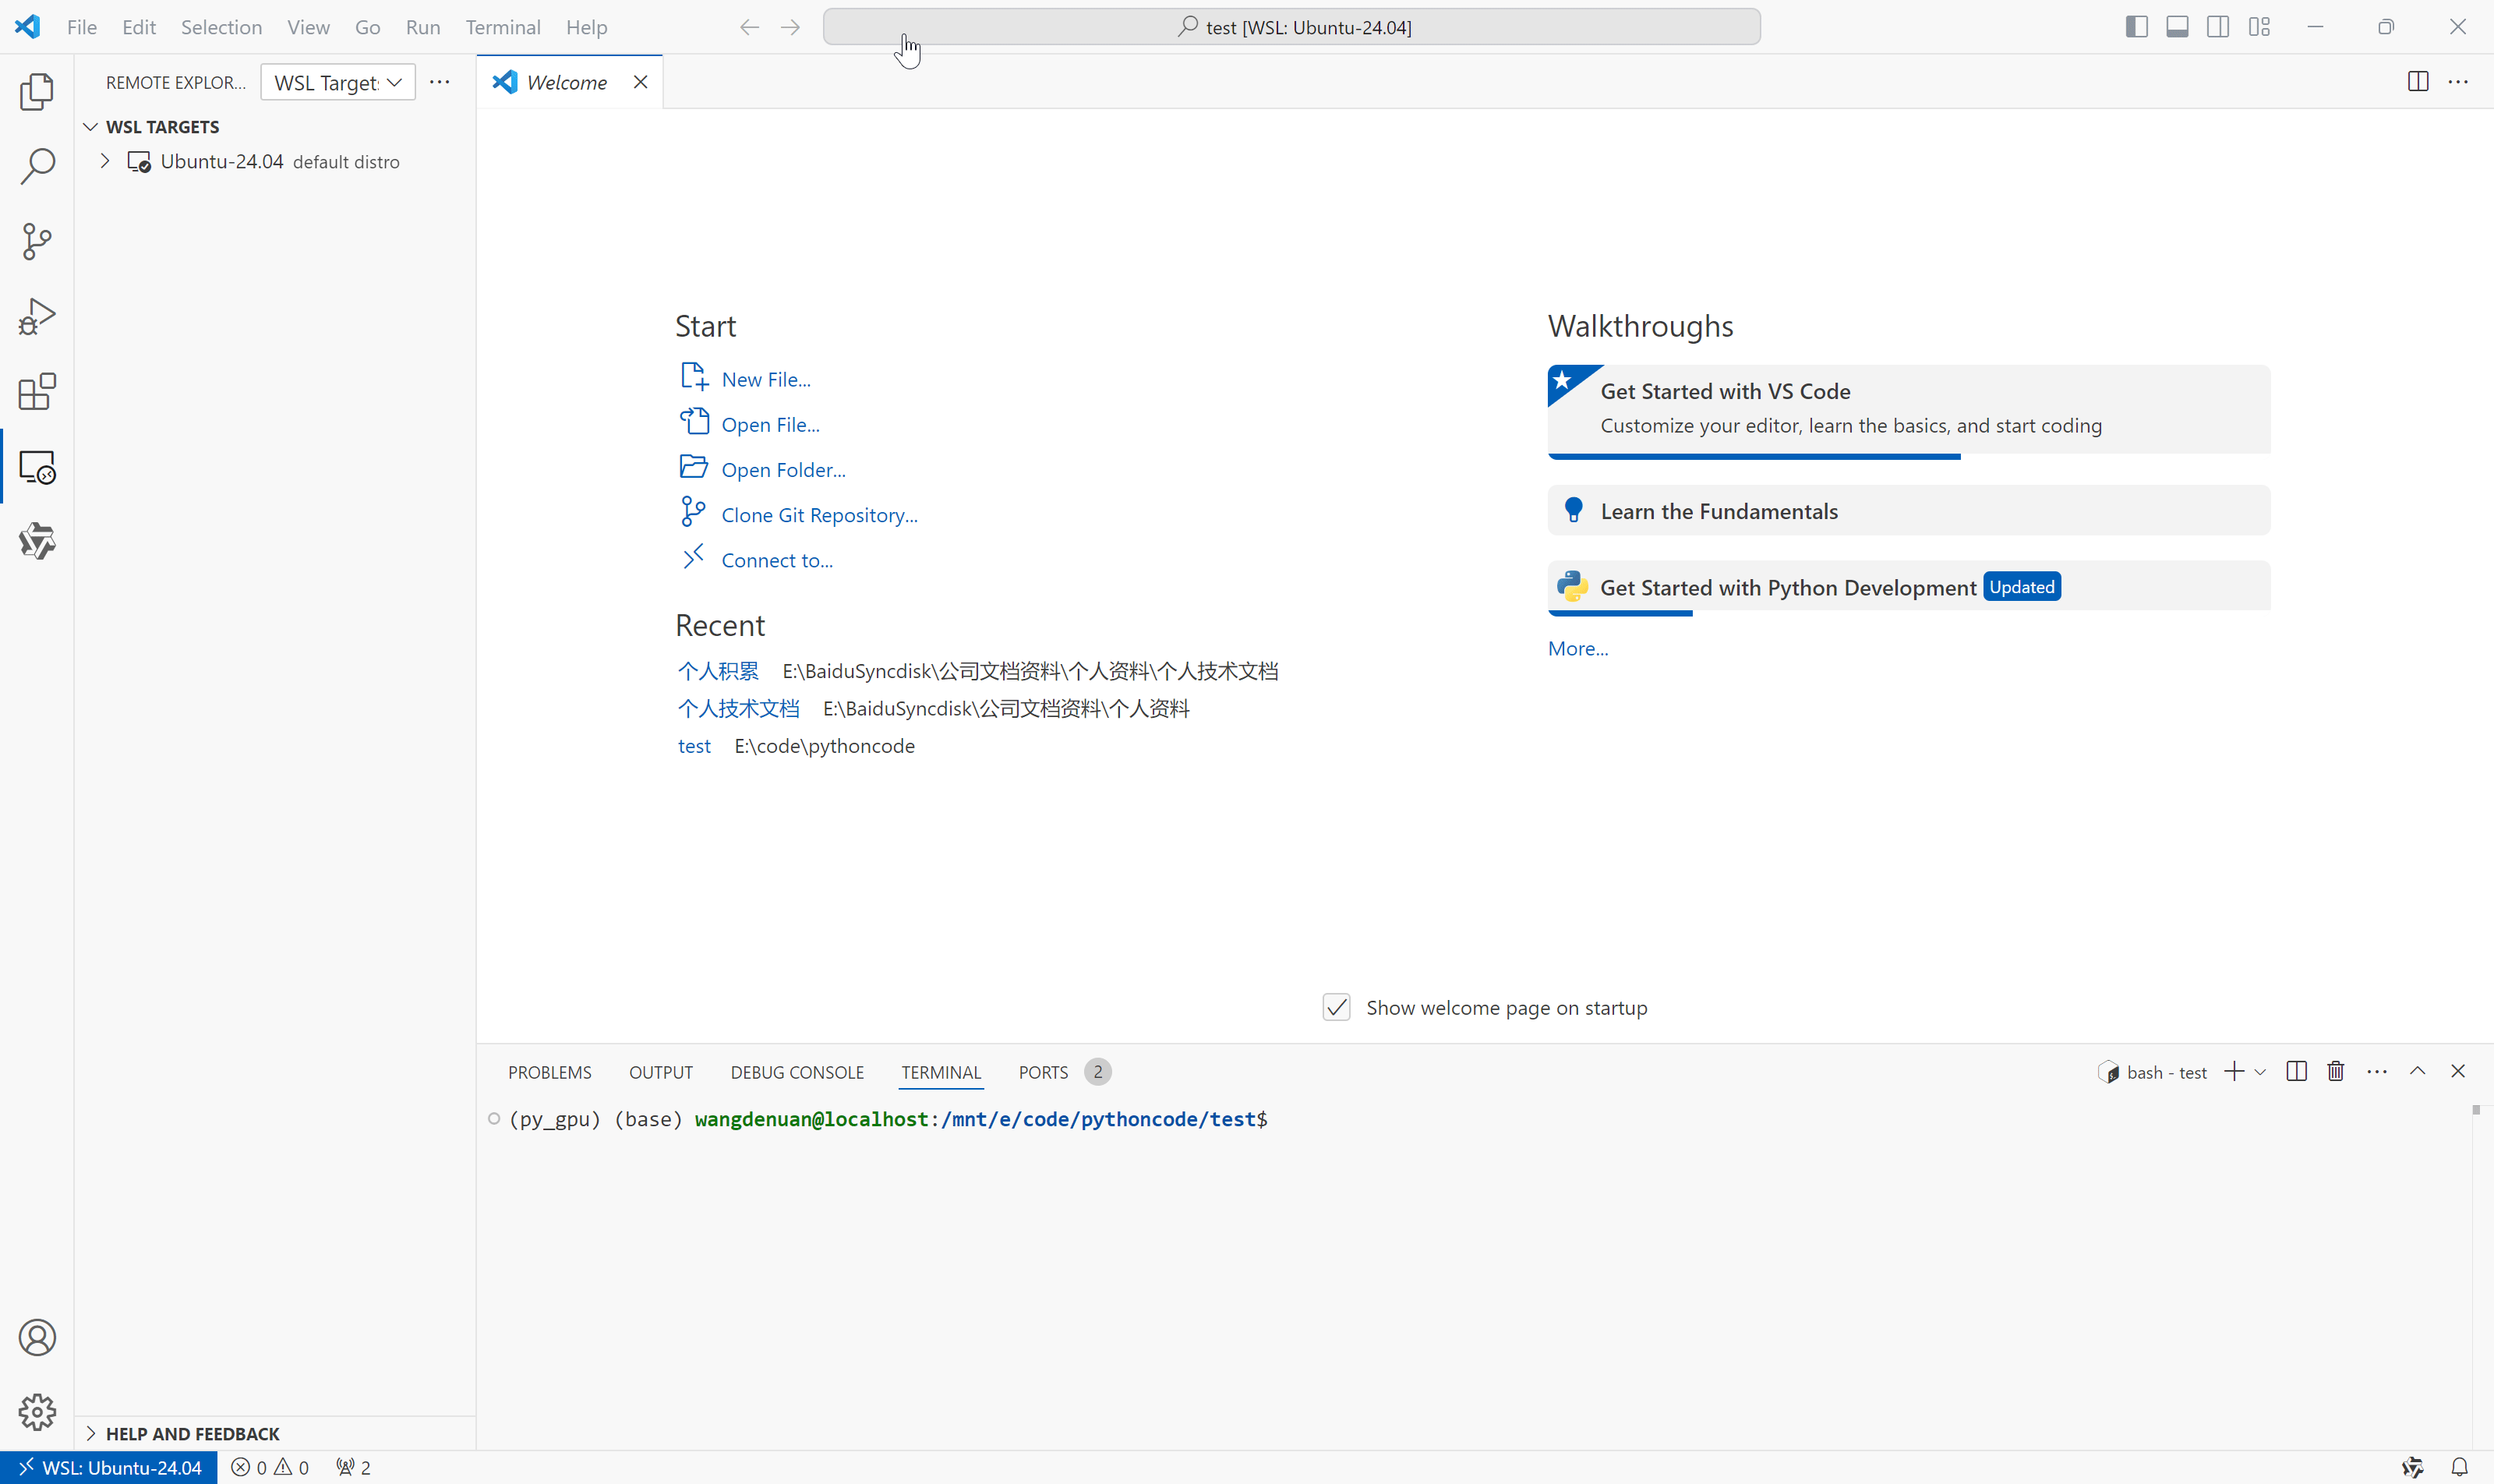 File Edit Selection View Go Run Terminal Help
test [WSL: Ubuntu-24.04]
REMOTE EXPLOR...
WSL Target
Welcome
WSL TARGETS
Ubuntu-24.04 default distro
Start
New File...
Open File...
Open Folder...
Clone Git Repository...
Connect to...
Recent
个人积累 E:\BaiduSyncdisk\公司文档资料\个人资料\个人技术文档
个人技术文档 E:\BaiduSyncdisk\公司文档资料\个人资料
test E:\code\pythoncode
Walkthroughs
Get Started with VS Code
Customize your editor, learn the basics, and start coding
Learn the Fundamentals
Get Started with Python Development Updated
More...
Show welcome page on startup
PROBLEMS OUTPUT DEBUG CONSOLE TERMINAL PORTS 2
bash - test
(py_gpu) (base) wangdenuan@localhost:/mnt/e/code/pythoncode/test$
HELP AND FEEDBACK
WSL: Ubuntu-24.04 0 0 2